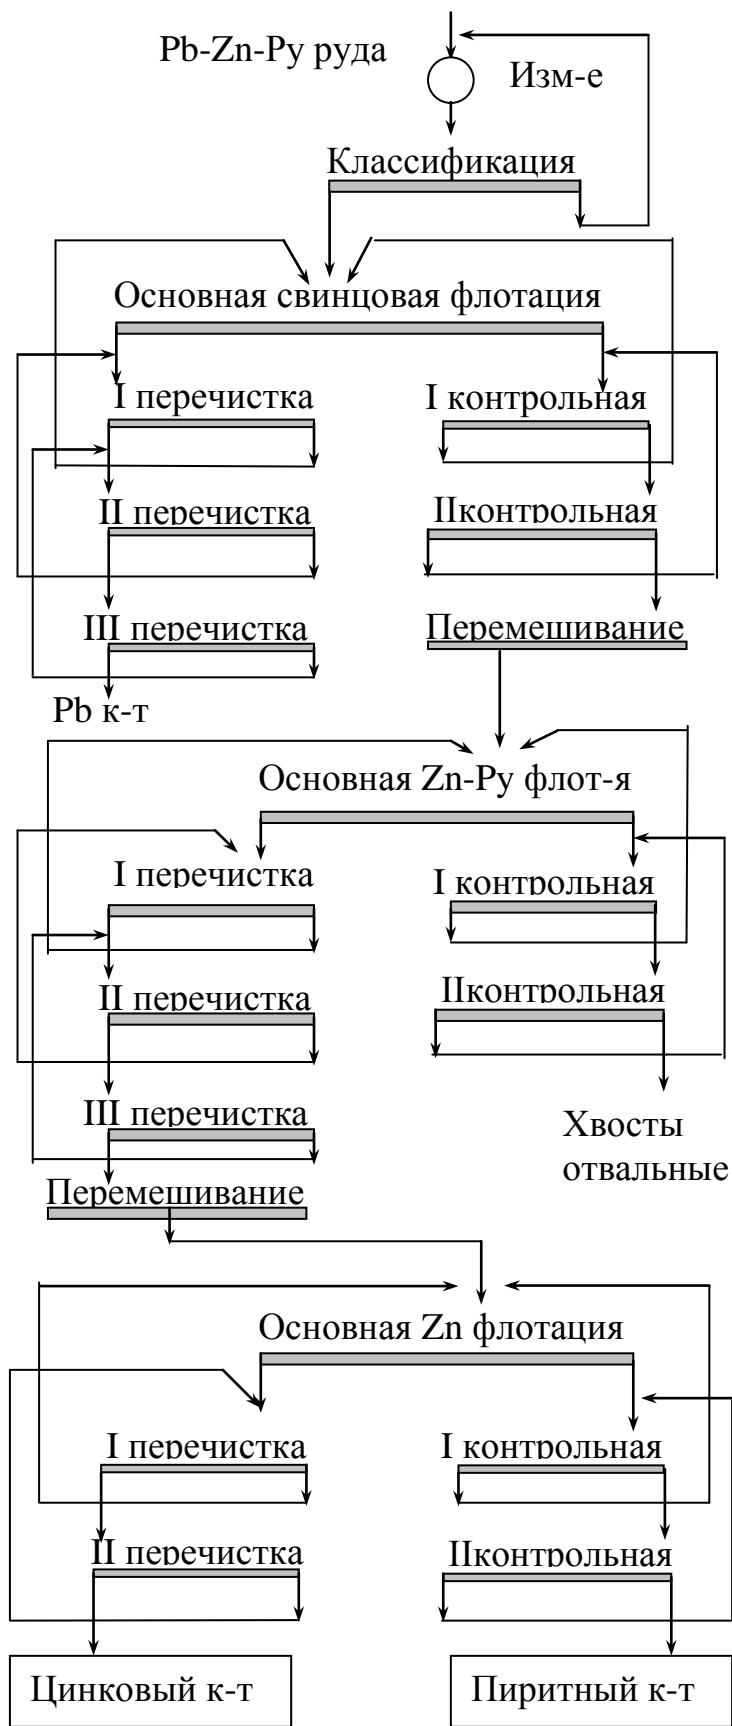 Pb-Zn-Py руда
Изм-е
Классификация
Основная свинцовая флотация
I перечистка
I контрольная
II перечистка
IIконтрольная
III перечистка
Перемешивание
Pb к-т
Основная Zn-Py флот-я
I перечистка
I контрольная
II перечистка
IIконтрольная
III перечистка
Хвосты
отвальные
Перемешивание
Основная Zn флотация
I перечистка
I контрольная
II перечистка
IIконтрольная
Цинковый к-т
Пиритный к-т